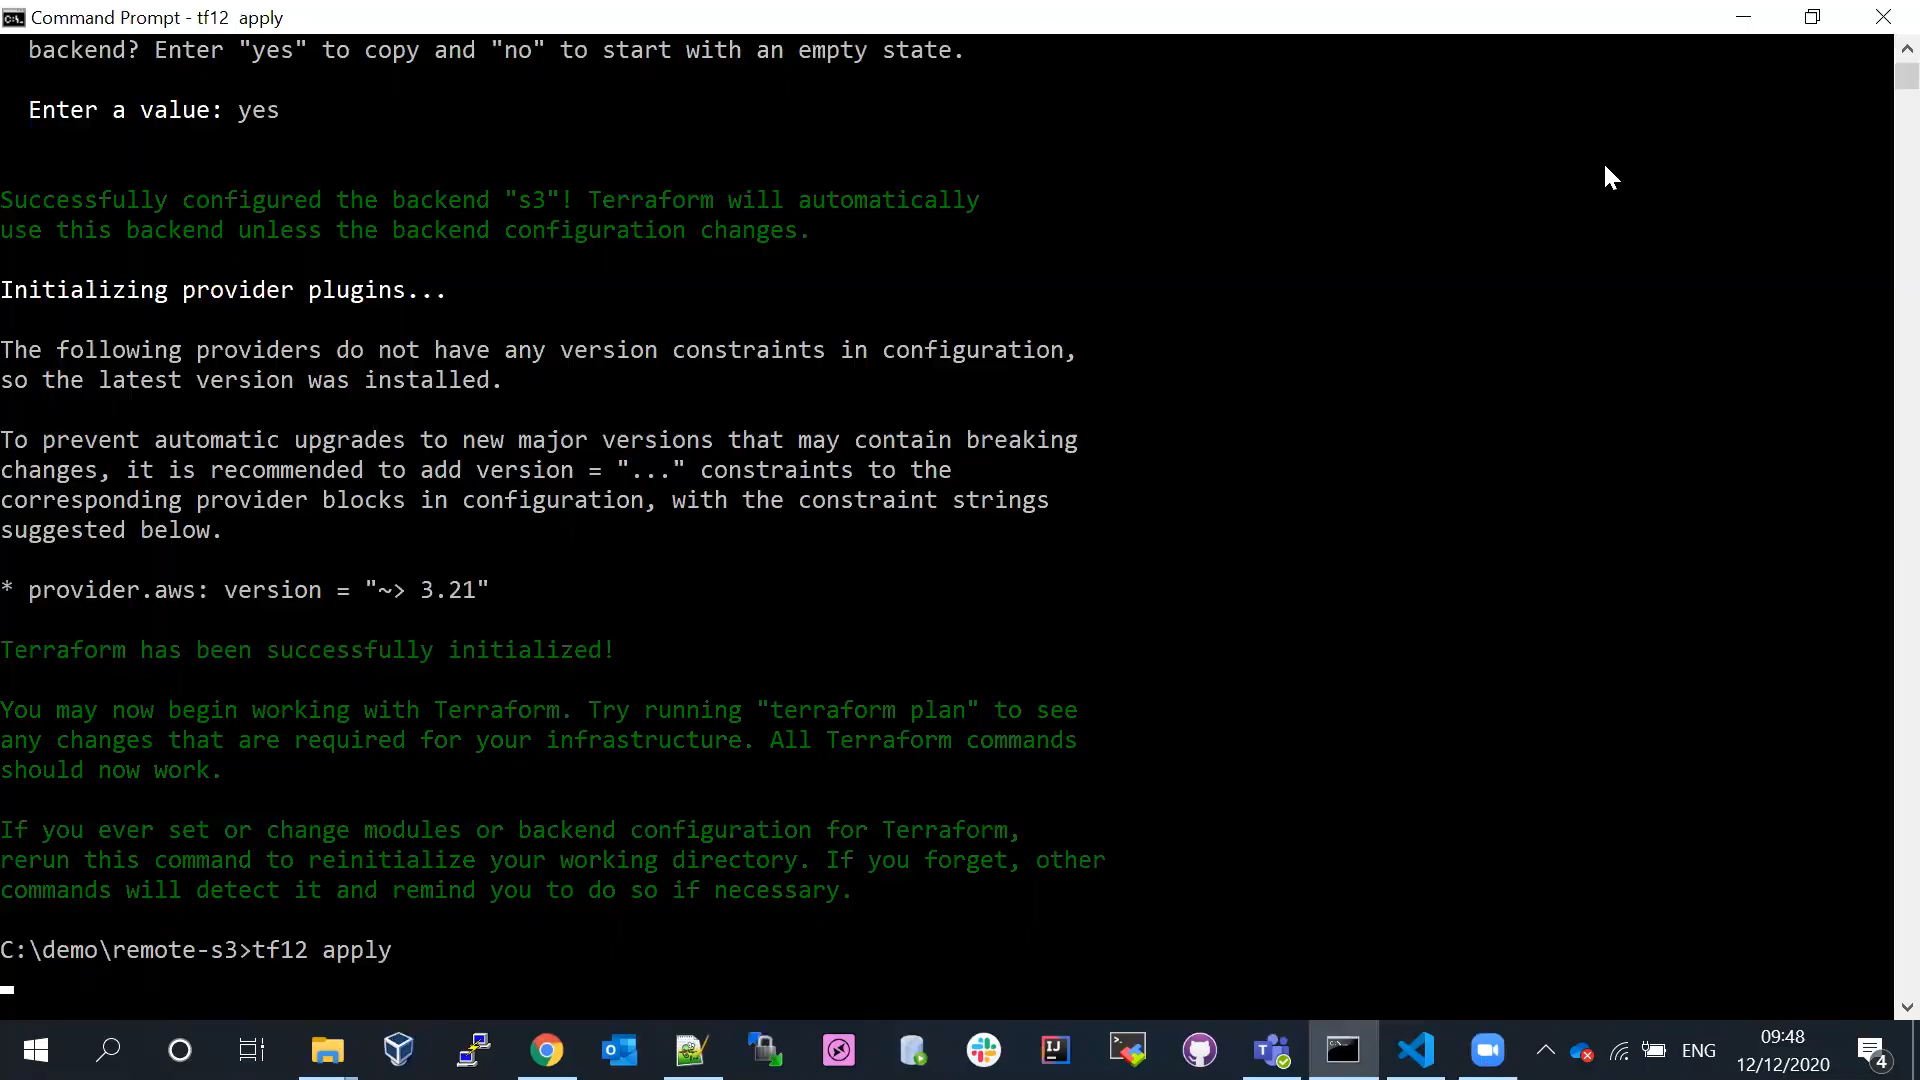 Command Prompt - tf12  apply
backend? Enter "yes" to copy and "no" to start with an empty state.
Enter a value: yes
Successfully configured the backend "s3"! Terraform will automatically
use this backend unless the backend configuration changes.
Initializing provider plugins...
The following providers do not have any version constraints in configuration,
so the latest version was installed.
To prevent automatic upgrades to new major versions that may contain breaking
changes, it is recommended to add version = "..." constraints to the
corresponding provider blocks in configuration, with the constraint strings
suggested below.
* provider.aws: version = "~> 3.21"
Terraform has been successfully initialized!
You may now begin working with Terraform. Try running "terraform plan" to see
any changes that are required for your infrastructure. All Terraform commands
should now work.
If you ever set or change modules or backend configuration for Terraform,
rerun this command to reinitialize your working directory. If you forget, other
commands will detect it and remind you to do so if necessary.
C:\demo\remote-s3>tf12 apply
ENG
09:48
12/12/2020
4